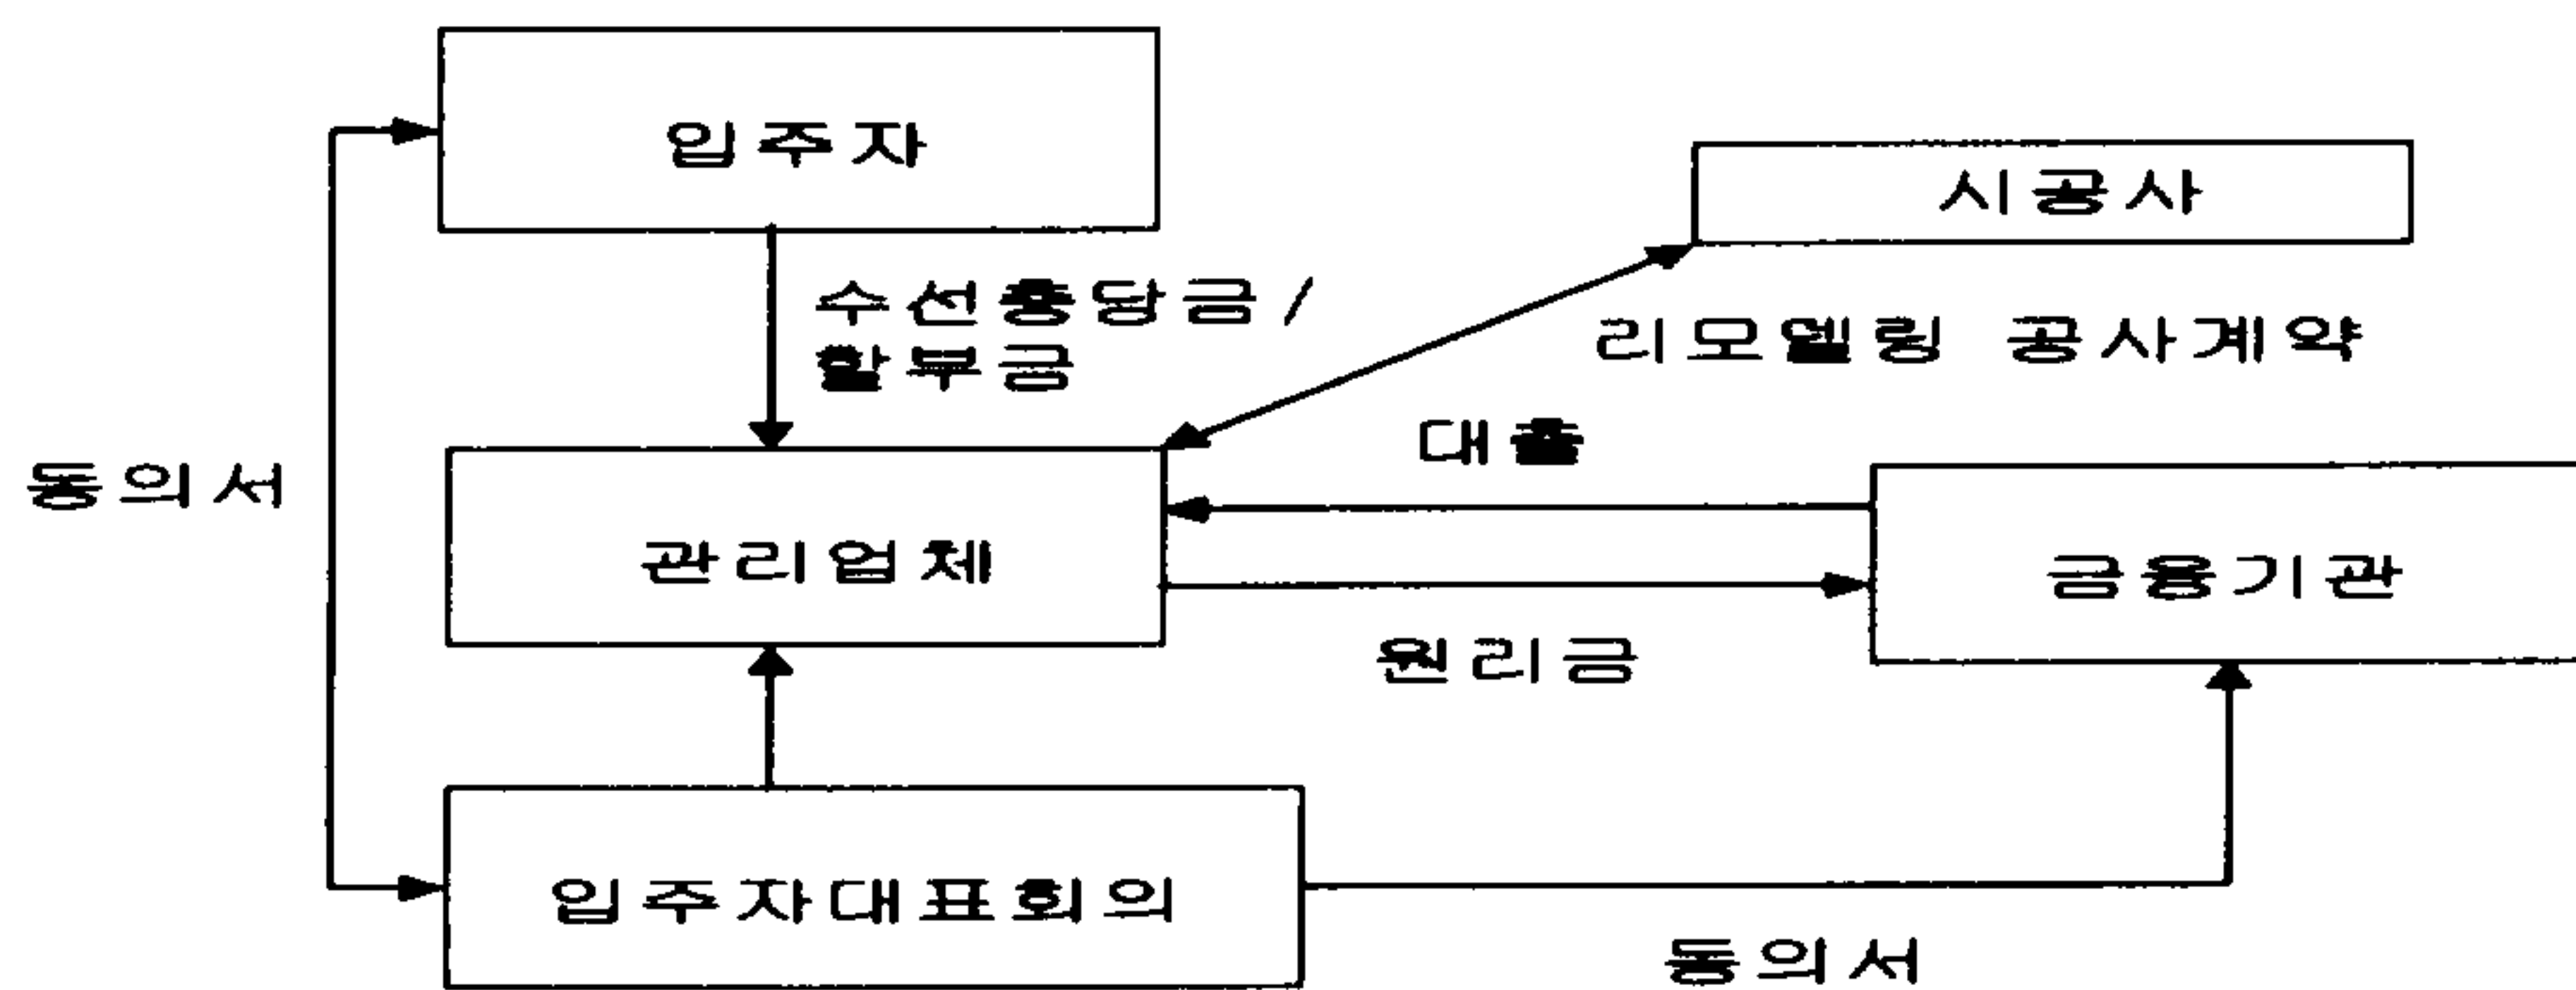 입주자
시공사
수선충당금/
할부금
리모델링 공사계약
대출
동의서
관리업체
금융기관
원리금
입주자대표회의
동의서